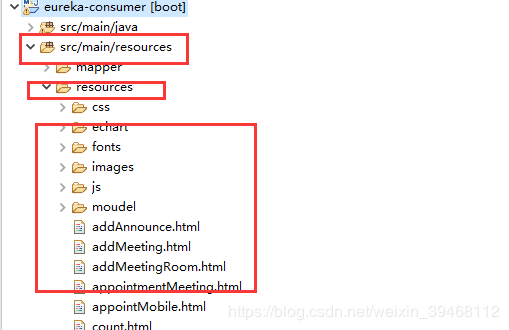 eureka-consumer [boot]
src/main/java
src/main/resources
mapper
resources
css
echart
fonts
images
js
moudel
addAnnounce.html
addMeeting.html
addMeetingRoom.html
appointmentMeeting.html
appointMobile.html
https://blog.csdn.net/weixin_39468112
count.html